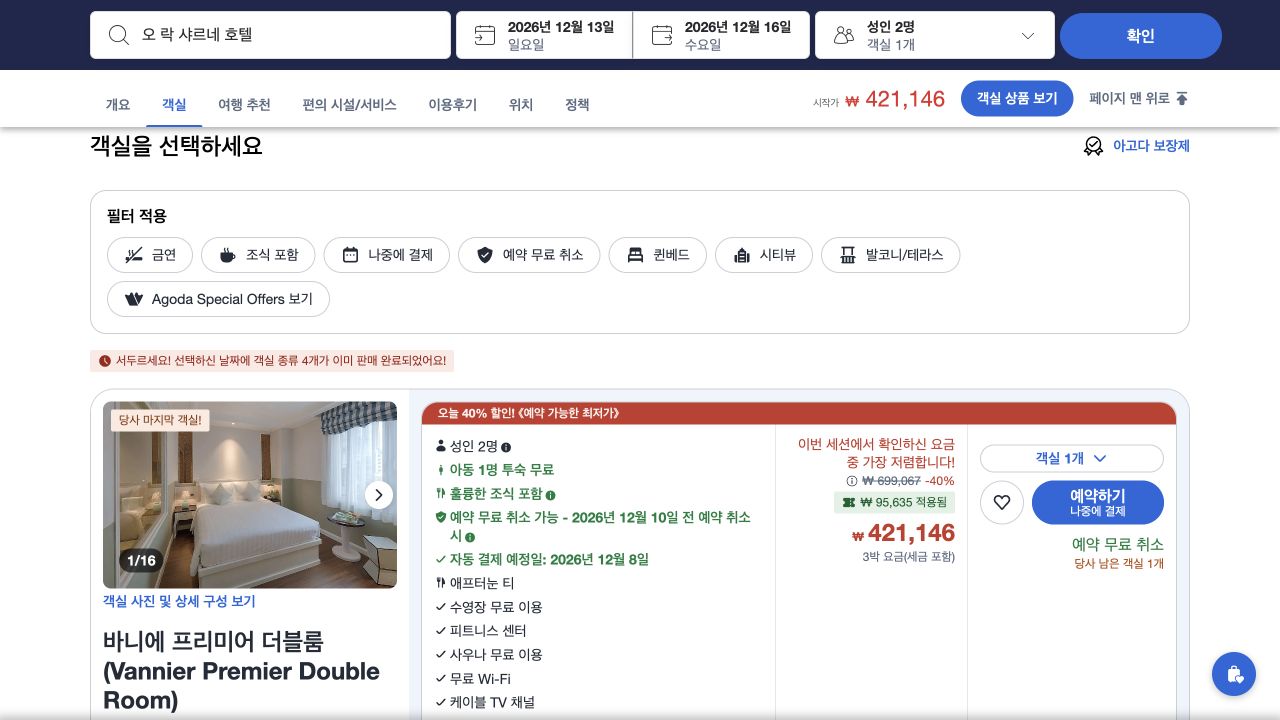 오 락 샤르네 호텔
2026년 12월 13일
일요일
2026년 12월 16일
수요일
성인 2명
객실 1개
확인
개요
객실
여행 추천
편의 시설/서비스
이용후기
위치
정책
시작가 ₩ 421,146
객실 상품 보기
페이지 맨 위로
객실을 선택하세요
아고다 보장제
필터 적용
금연
조식 포함
나중에 결제
예약 무료 취소
퀸베드
시티뷰
발코니/테라스
Agoda Special Offers 보기
서두르세요! 선택하신 날짜에 객실 종류 4개가 이미 판매 완료되었어요!
당사 마지막 객실!
1/16
객실 사진 및 상세 구성 보기
바니에 프리미어 더블룸
(Vannier Premier Double
Room)
오늘 40% 할인! 《예약 가능한 최저가》
성인 2명
아동 1명 투숙 무료
훌륭한 조식 포함
예약 무료 취소 가능 - 2026년 12월 10일 전 예약 취소
시
자동 결제 예정일: 2026년 12월 8일
애프터눈 티
수영장 무료 이용
피트니스 센터
사우나 무료 이용
무료 Wi-Fi
케이블 TV 채널
이번 세션에서 확인하신 요금
중 가장 저렴합니다!
₩ 699,067 -40%
₩ 95,635 적용됨
₩ 421,146
3박 요금(세금 포함)
객실 1개
예약하기
나중에 결제
예약 무료 취소
당사 남은 객실 1개